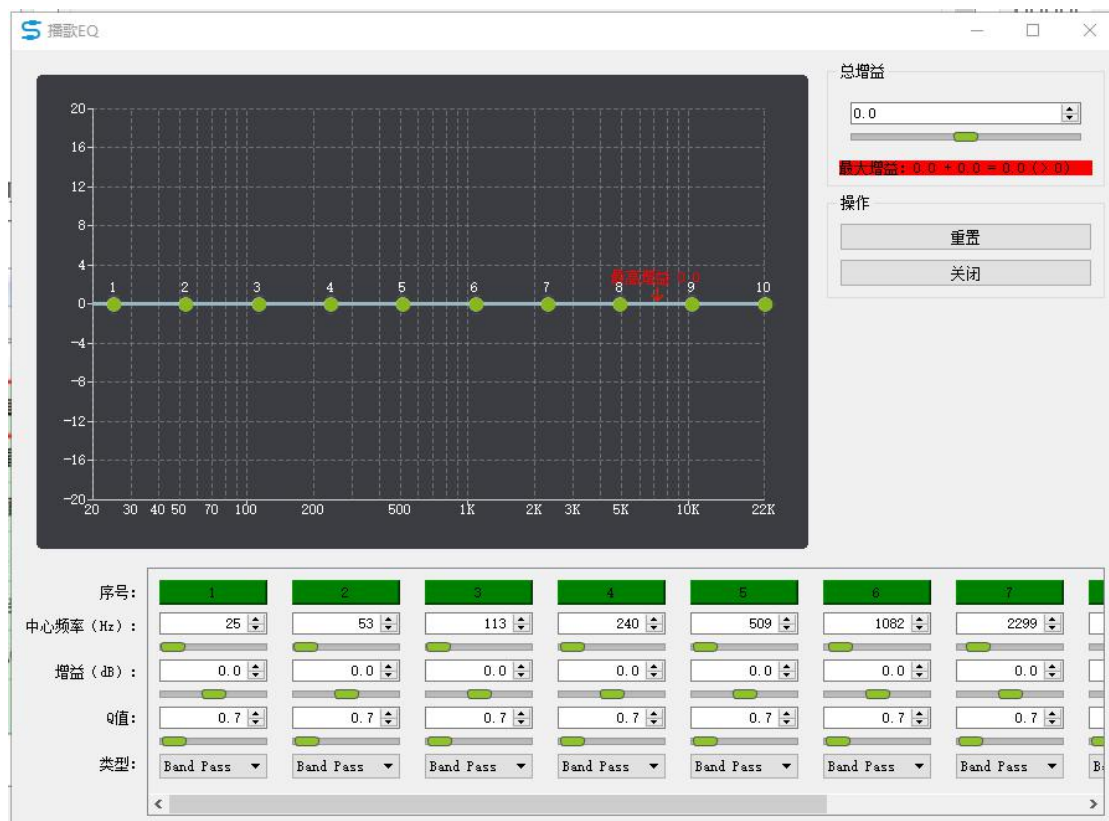 播歌EQ
总增益
0.0
最大增益：0.0 + 0.0 = 0.0 (> 0)
操作
重置
关闭
20
16
12
8
4
0
-4
-8
-12
-16
-20
最高增益 0.0
1 2 3 4 5 6 7 8 9 10
20 30 40 50 70 100 200 500 1K 2K 3K 5K 10K 22K
序号： 1 2 3 4 5 6 7
中心频率（Hz）： 25 53 113 240 509 1082 2299
增益（dB）： 0.0 0.0 0.0 0.0 0.0 0.0 0.0
Q值： 0.7 0.7 0.7 0.7 0.7 0.7 0.7
类型： Band Pass Band Pass Band Pass Band Pass Band Pass Band Pass Band Pass